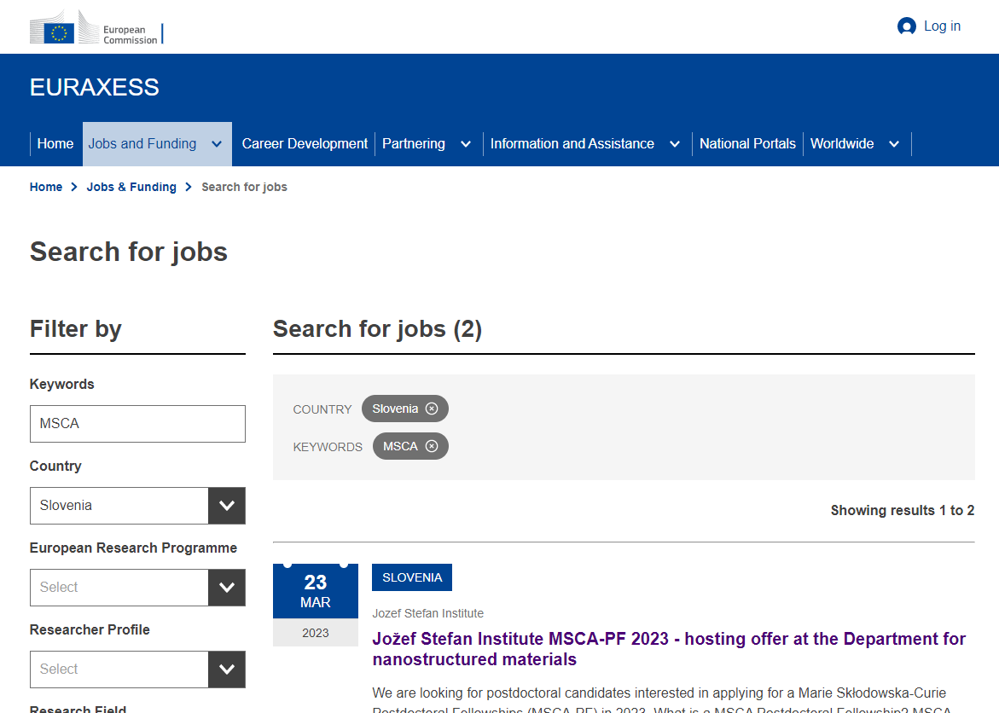 European
Commission
Log in
EURAXESS
Home
Jobs and Funding
Career Development
Partnering
Information and Assistance
National Portals
Worldwide
Home
Jobs & Funding
Search for jobs
Search for jobs
Filter by
Keywords
MSCA
Country
Slovenia
European Research Programme
Select
Researcher Profile
Select
Research Field
Search for jobs (2)
COUNTRY
Slovenia
KEYWORDS
MSCA
Showing results 1 to 2
23
MAR
2023
SLOVENIA
Jozef Stefan Institute
Jožef Stefan Institute MSCA-PF 2023 - hosting offer at the Department for
nanostructured materials
We are looking for postdoctoral candidates interested in applying for a Marie Skłodowska-Curie
Postdoctoral Fellowships (MSCA-PF) in 2023. What is a MSCA Postdoctoral Fellowship? MSCA